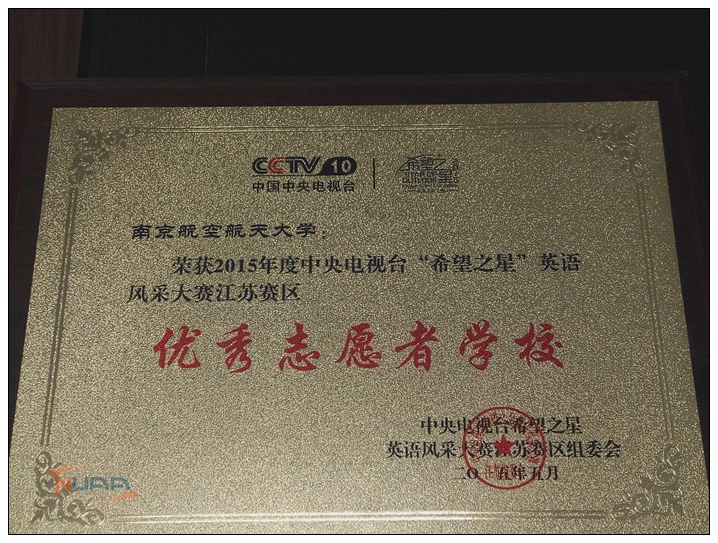 CCTV 10
中国中央电视台
希望之星
南京航空航天大学:
荣获2015年度中央电视台“希望之星”英语
风采大赛江苏赛区
优秀志愿者学校
中央电视台希望之星
英语风采大赛江苏赛区组委会
二〇一五年五月
NUAA